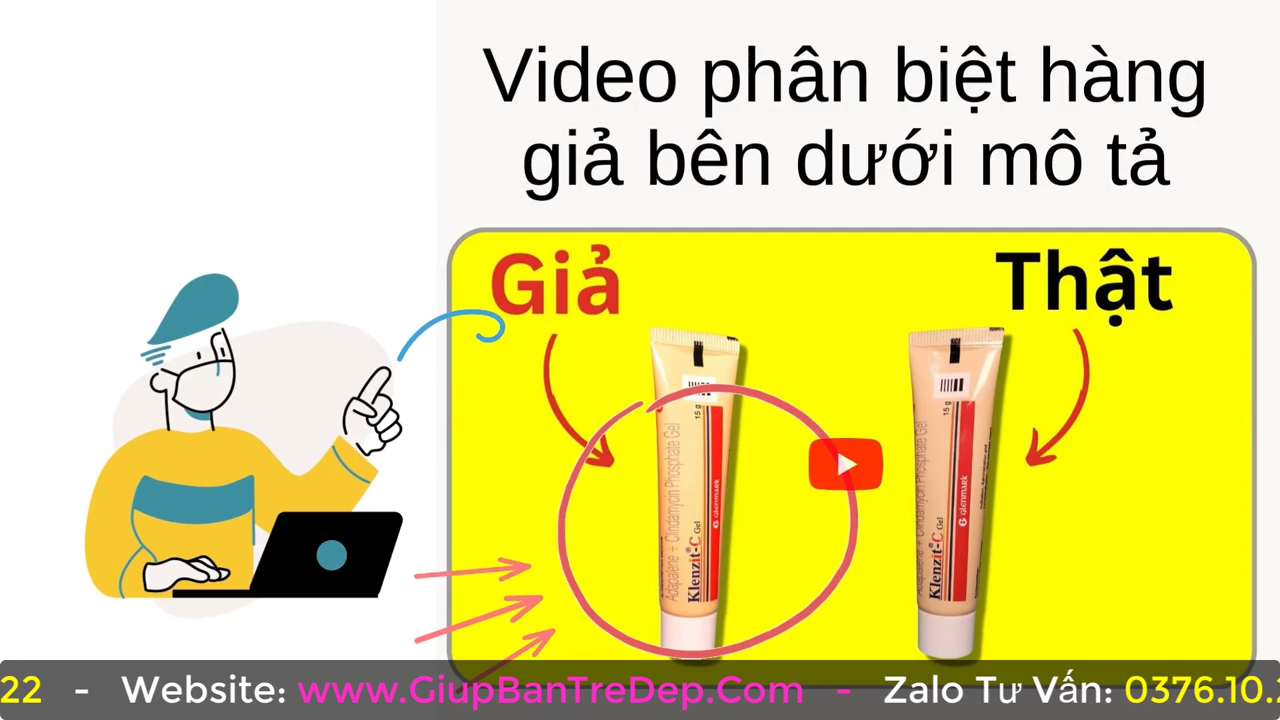 Video phân biệt hàng
giả bên dưới mô tả
Giả
Thật
15 g
Adapalene + Clindamycin Phosphate Gel
Klenzit®-C Gel
G glenmark
15 g
Adapalene + Clindamycin Phosphate Gel
Klenzit®-C Gel
G glenmark
22 - Website: www.GiupBanTreDep.Com - Zalo Tư Vấn: 0376.10.